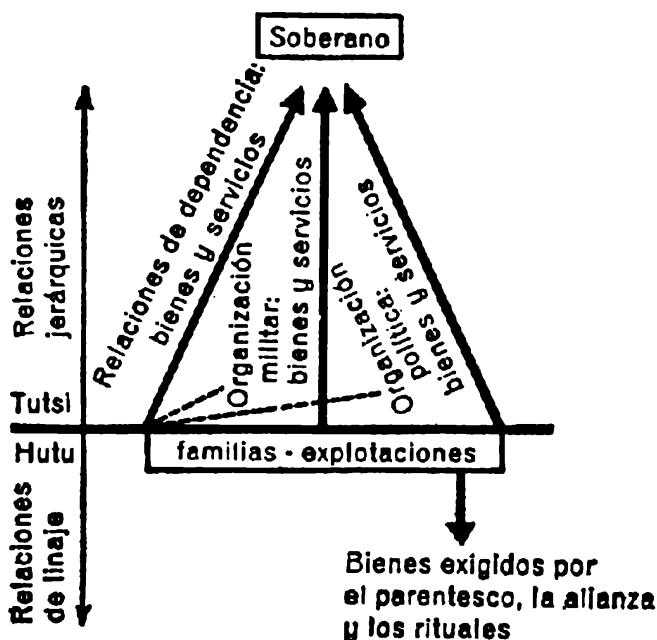 Soberano
Relaciones de dependencia:
bienes y servicios
Organización
militar:
bienes y servicios
Organización
política:
bienes y servicios
Relaciones
jerárquicas
Tutsi
Hutu
familias - explotaciones
Relaciones
de linaje
Bienes exigidos por
el parentesco, la alianza
y los rituales